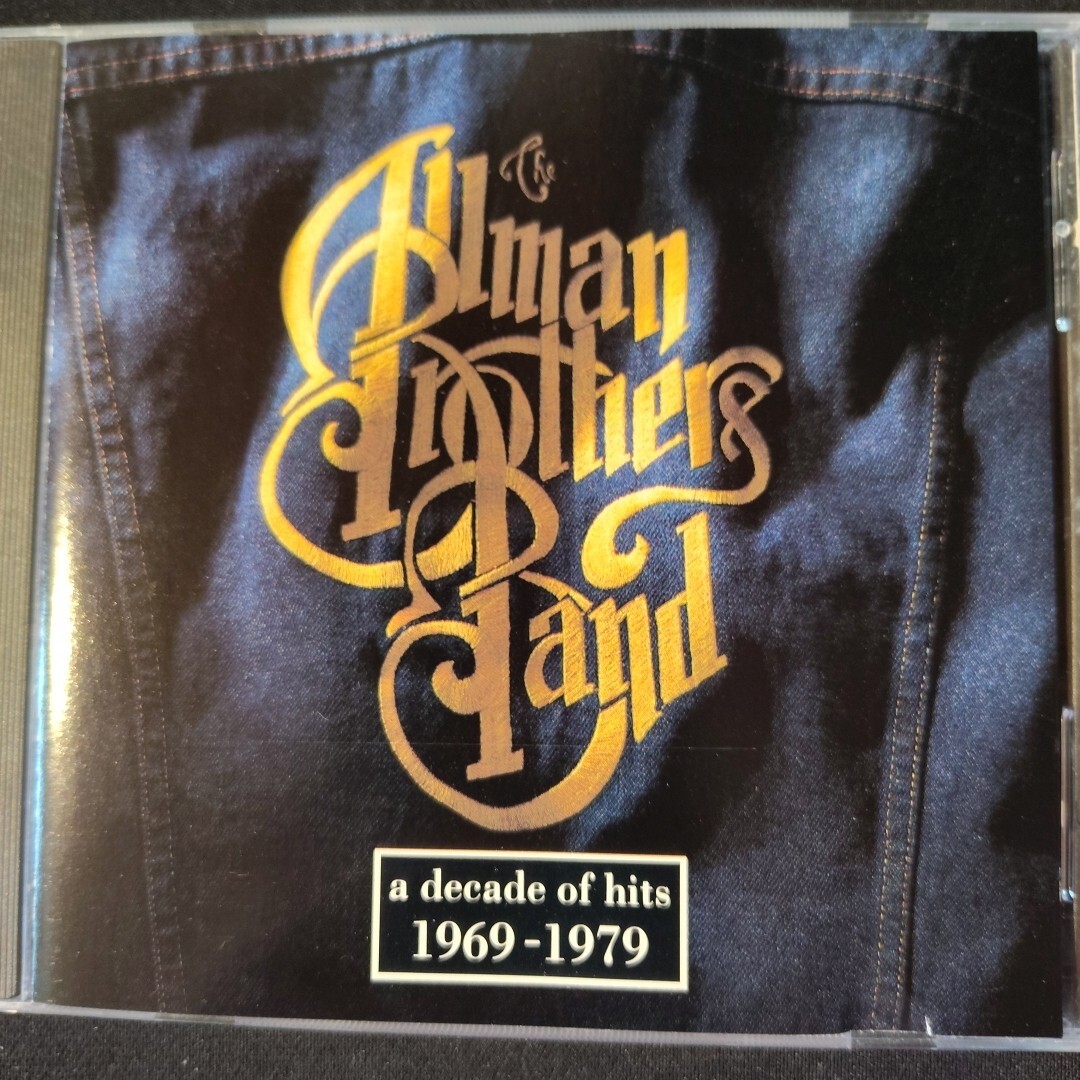 The
Allman
Brothers
Band
a decade of hits
1969-1979